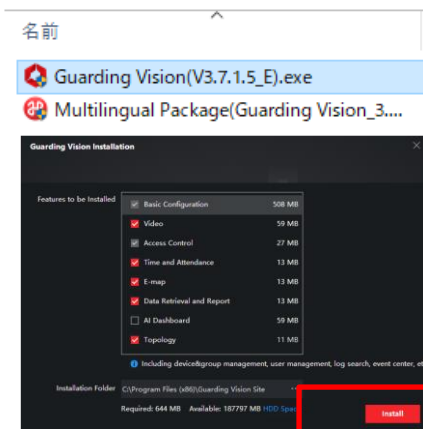 名前
Guarding Vision(V3.7.1.5_E).exe
Multilingual Package(Guarding Vision_3....
Guarding Vision Installation
Features to be Installed
Basic Configuration 508 MB
Video 59 MB
Access Control 27 MB
Time and Attendance 13 MB
E-map 13 MB
Data Retrieval and Report 13 MB
AI Dashboard 59 MB
Topology 11 MB
Including device&group management, user management, log search, event center, et
Installation Folder C:\Program Files (x86)\Guarding Vision Site ...
Required: 644 MB Available: 187797 MB HDD Spac
Install